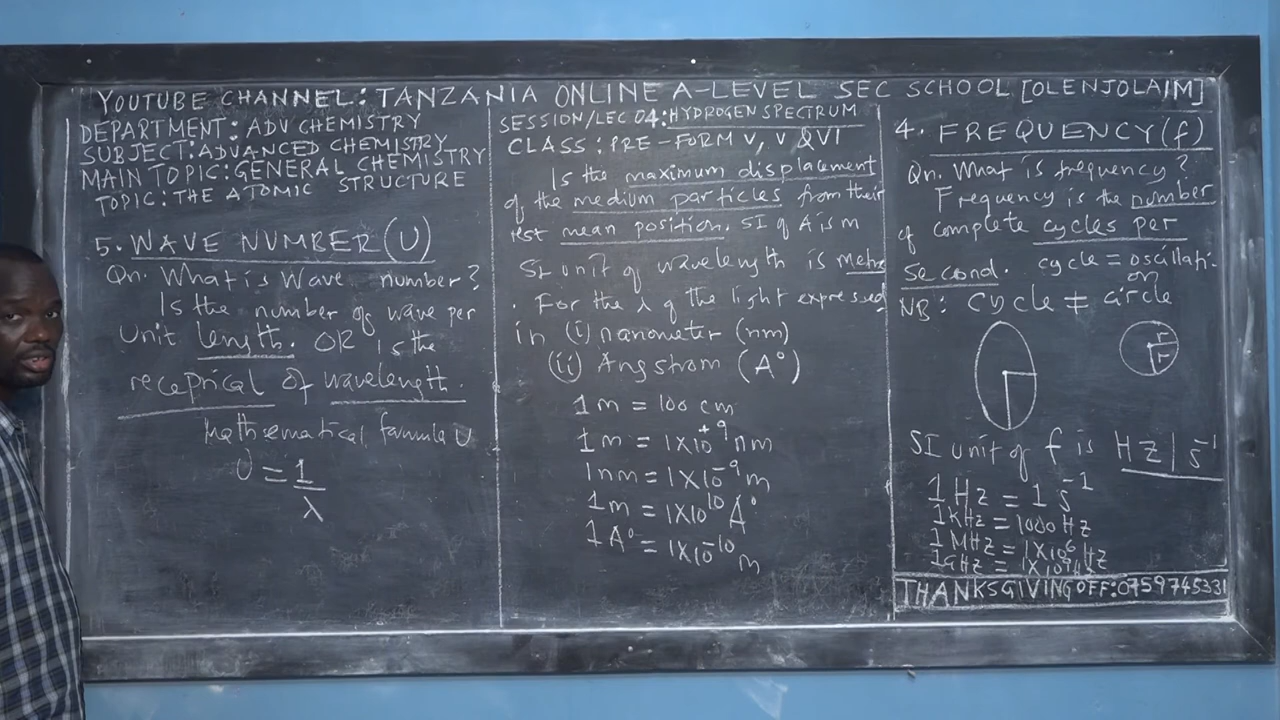 YOUTUBE CHANNEL: TANZANIA ONLINE A-LEVEL SEC SCHOOL [OLENJOLAIM]
DEPARTMENT: ADV CHEMISTRY
SUBJECT: ADVANCED CHEMISTRY
MAIN TOPIC: GENERAL CHEMISTRY
TOPIC: THE ATOMIC STRUCTURE
5. WAVE NUMBER (U)
Qn. What is Wave number?
Is the number of wave per
Unit length. OR is the
receprical of wavelength.
Mathsematical formula U
U = 1/λ
SESSION/LEC 04: HYDROGEN SPECTRUM
CLASS: PRE-FORM V, V & VI
Is the maximum displacement
of the medium particles from their
rest mean position. SI of A is m
SI unit of wavelength is Metre
. For the λ of the light expressed
in (i) nanometer (nm)
(ii) Angstrom (A°)
1m = 100 cm
1m = 1X10⁺⁹ nm
1nm = 1X10⁻⁹ m
1m = 1X10¹⁰ A°
1A° = 1X10⁻¹⁰ m
4. FREQUENCY (f)
Qn. What is frequency?
Frequency is the number
of complete cycles per
second. cycle = oscillati-
on
NB: Cycle ≠ circle
r
r
SI unit of f is HZ | s⁻¹
1Hz = 1 s⁻¹
1KHz = 1000 Hz
1MHz = 1X10⁶ Hz
1GHz = 1X10⁹ Hz
THANKSGIVING OFF: 0759745331